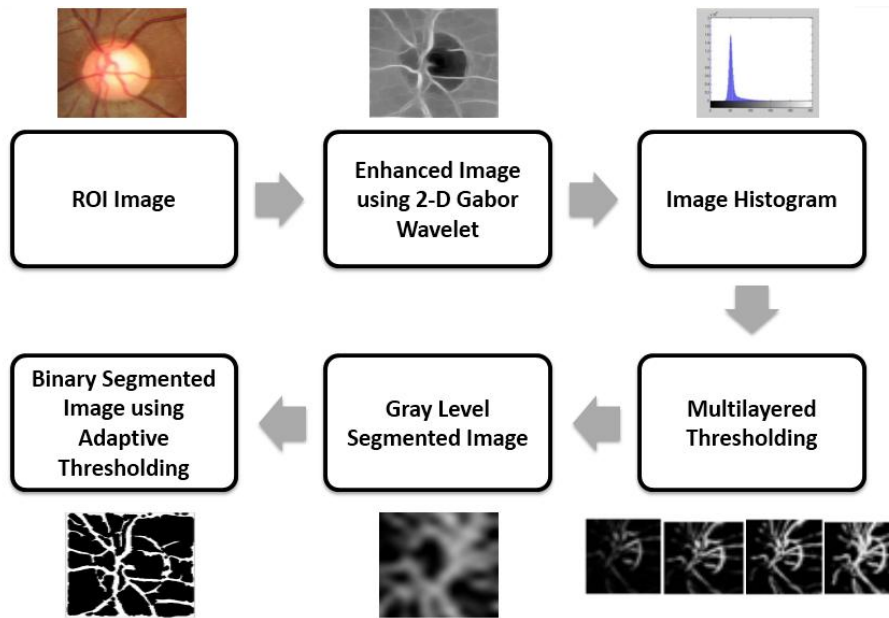 ROI Image
Enhanced Image
using 2-D Gabor
Wavelet
Image Histogram
Multilayered
Thresholding
Gray Level
Segmented Image
Binary Segmented
Image using
Adaptive
Thresholding